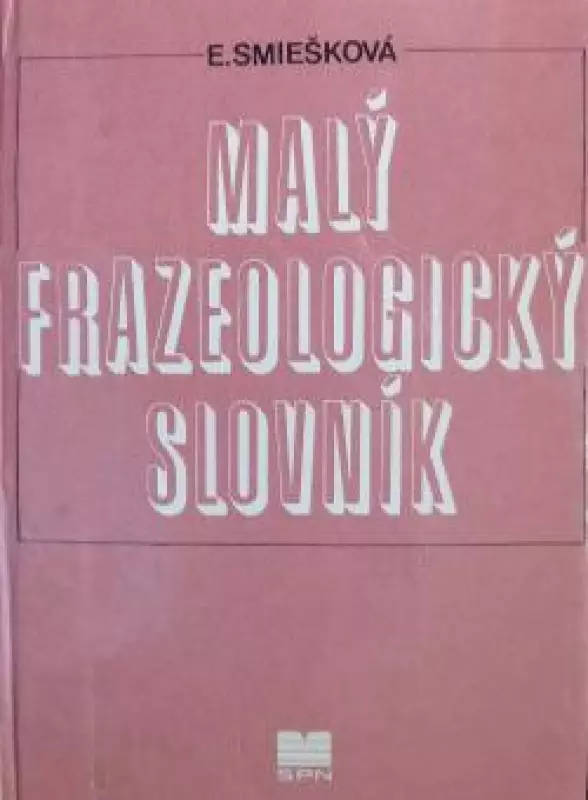 E.SMIEŠKOVÁ
MALÝ
FRAZEOLOGICKÝ
SLOVNÍK
SPN